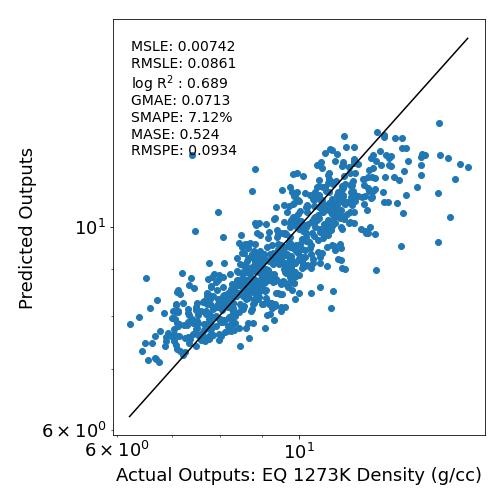 MSLE: 0.00742
RMSLE: 0.0861
log R² : 0.689
GMAE: 0.0713
SMAPE: 7.12%
MASE: 0.524
RMSPE: 0.0934
Predicted Outputs
10¹
6 × 10⁰
6 × 10⁰
10¹
Actual Outputs: EQ 1273K Density (g/cc)